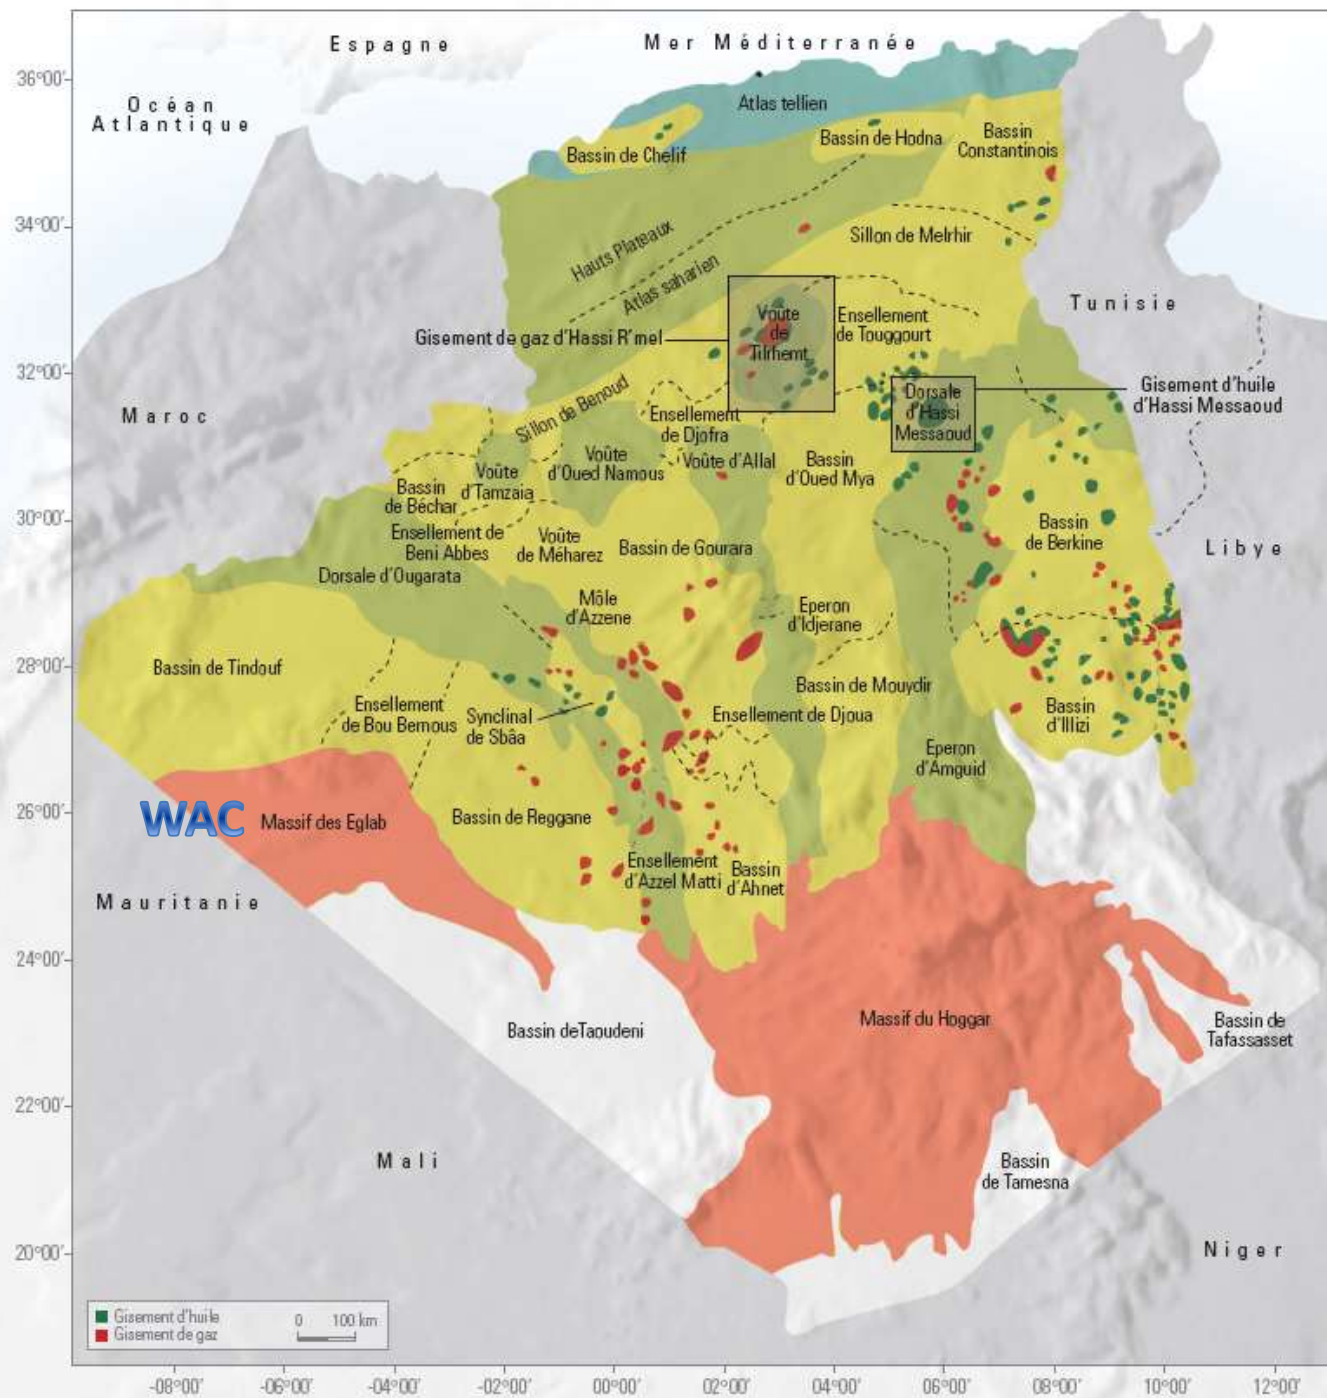 Espagne
Mer Méditerranée
36°00'
Océan
Atlantique
Atlas tellien
Bassin de Chelif
Bassin de Hodna
Bassin
Constantinois
34°00'
Hauts Plateaux
Atlas saharien
Sillon de Melrhir
Tunisie
Gisement de gaz d'Hassi R'mel
Voûte
de
Tilrhemt
Ensellement
de Touggourt
32°00'
Gisement d'huile
d'Hassi Messaoud
Dorsale
d'Hassi
Messaoud
Maroc
Sillon de Benoud
Ensellement
de Djofra
Voûte
d'Oued Namous
Voûte d'Allal
Bassin
d'Oued Mya
Voûte
d'Tamzaia
Bassin
de Béchar
30°00'
Ensellement de
Beni Abbes
Voûte
de Méharez
Bassin de Gourara
Bassin
de Berkine
Libye
Dorsale d'Ougarata
Môle
d'Azzene
Eperon
d'Idjerane
28°00'
Bassin de Tindouf
Bassin de Mouydir
Ensellement
de Bou Bernous
Synclinal
de Sbâa
Ensellement de Djoua
Bassin
d'Illizi
Eperon
d'Amguid
26°00'
WAC
Massif des Eglab
Bassin de Reggane
Ensellement
d'Azzel Matti
Bassin
d'Ahnet
Mauritanie
24°00'
Bassin deTaoudeni
Massif du Hoggar
Bassin de
Tafassasset
22°00'
Mali
Bassin
de Tamesna
20°00'
Niger
Gisement d'huile
Gisement de gaz
0 100 km
-08°00' -06°00' -04°00' -02°00' 00°00' 02°00' 04°00' 06°00' 08°00' 10°00' 12°00'